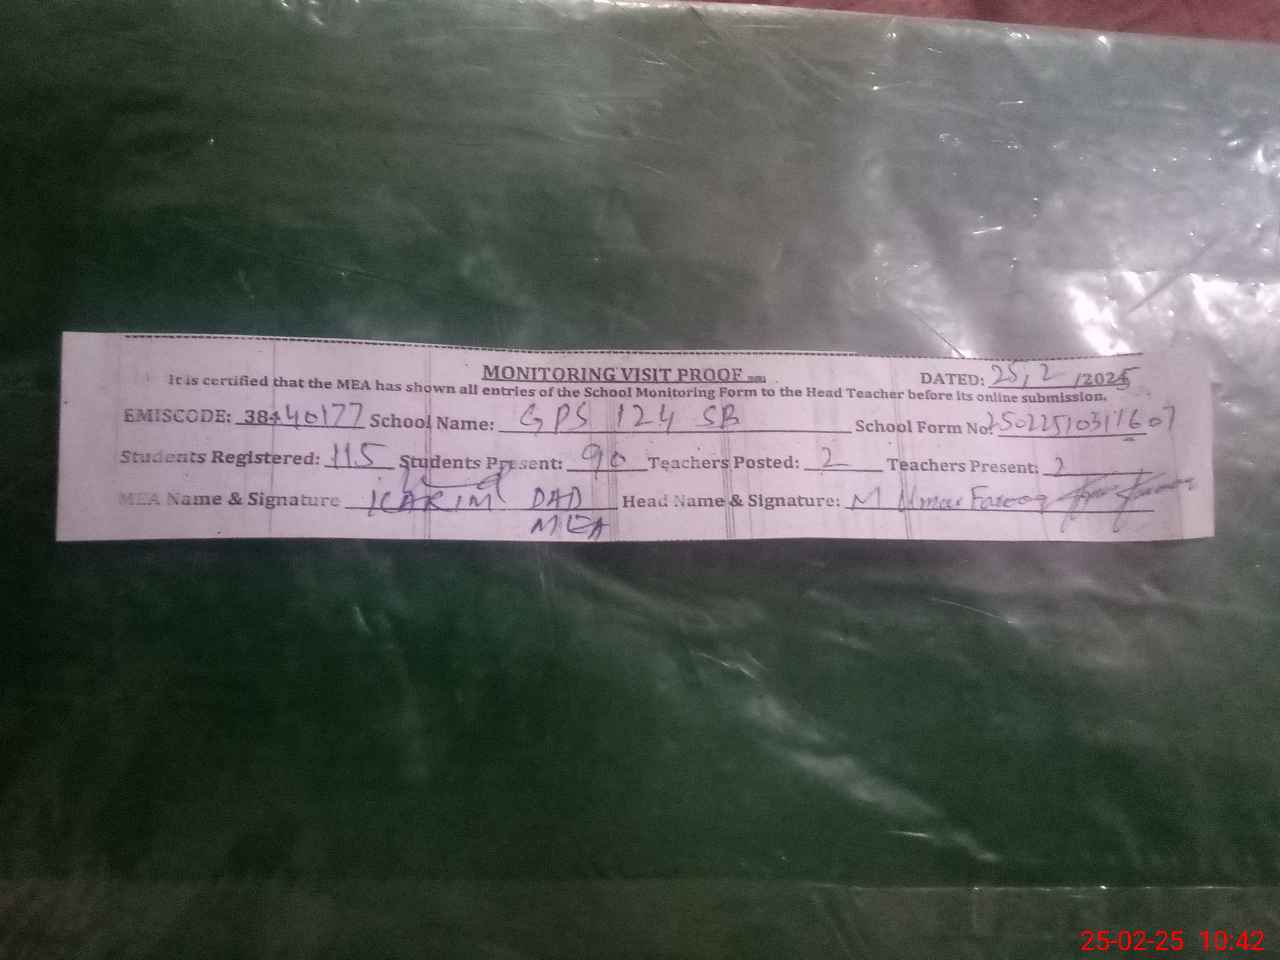 MONITORING VISIT PROOF
DATED: 25/2/2025
It is certified that the MEA has shown all entries of the School Monitoring Form to the Head Teacher before its online submission.
EMISCODE: 38440177 School Name: GPS 124 SB School Form No:
Students Registered: 115 Students Present: 90 Teachers Posted: 2 Teachers Present: 2
MEA Name & Signature KARIM DAD Head Name & Signature: M Umar Farooq
MEA
25-02-25 10:42